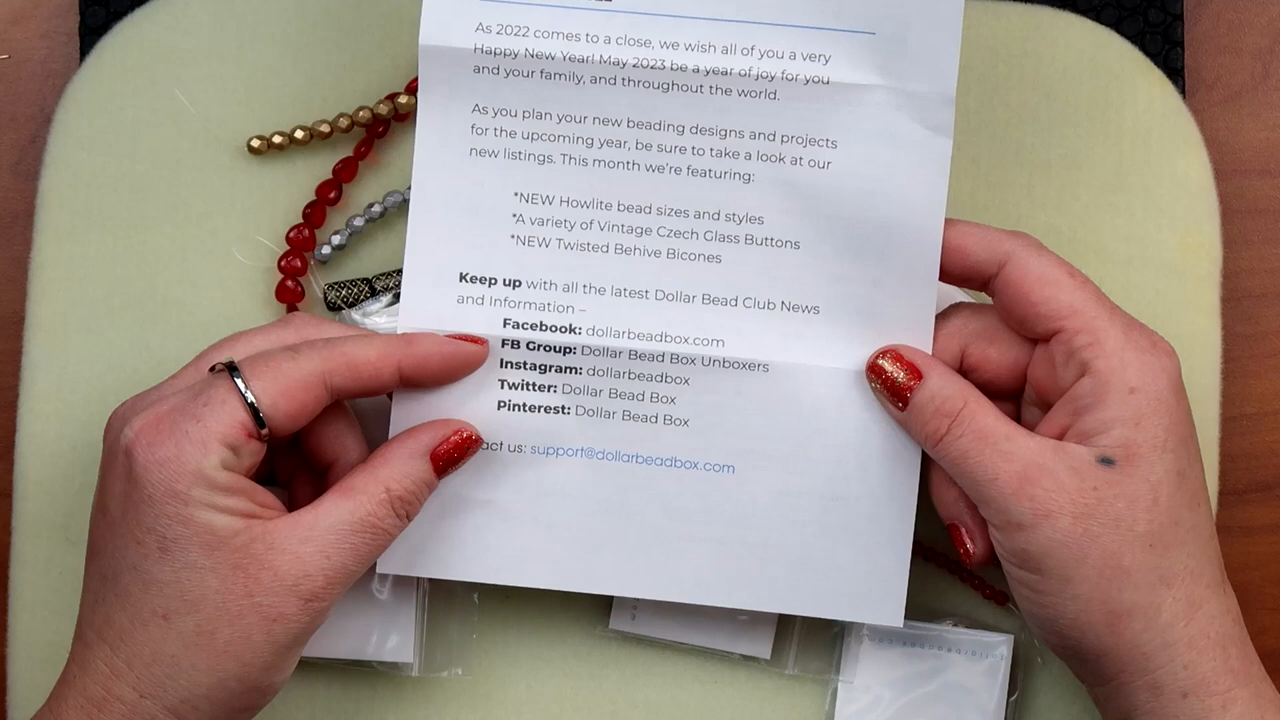 As 2022 comes to a close, we wish all of you a very
Happy New Year! May 2023 be a year of joy for you
and your family, and throughout the world.
As you plan your new beading designs and projects
for the upcoming year, be sure to take a look at our
new listings. This month we're featuring:
*NEW Howlite bead sizes and styles
*A variety of Vintage Czech Glass Buttons
*NEW Twisted Behive Bicones
Keep up with all the latest Dollar Bead Club News
and Information –
Facebook: dollarbeadbox.com
FB Group: Dollar Bead Box Unboxers
Instagram: dollarbeadbox
Twitter: Dollar Bead Box
Pinterest: Dollar Bead Box
act us: support@dollarbeadbox.com